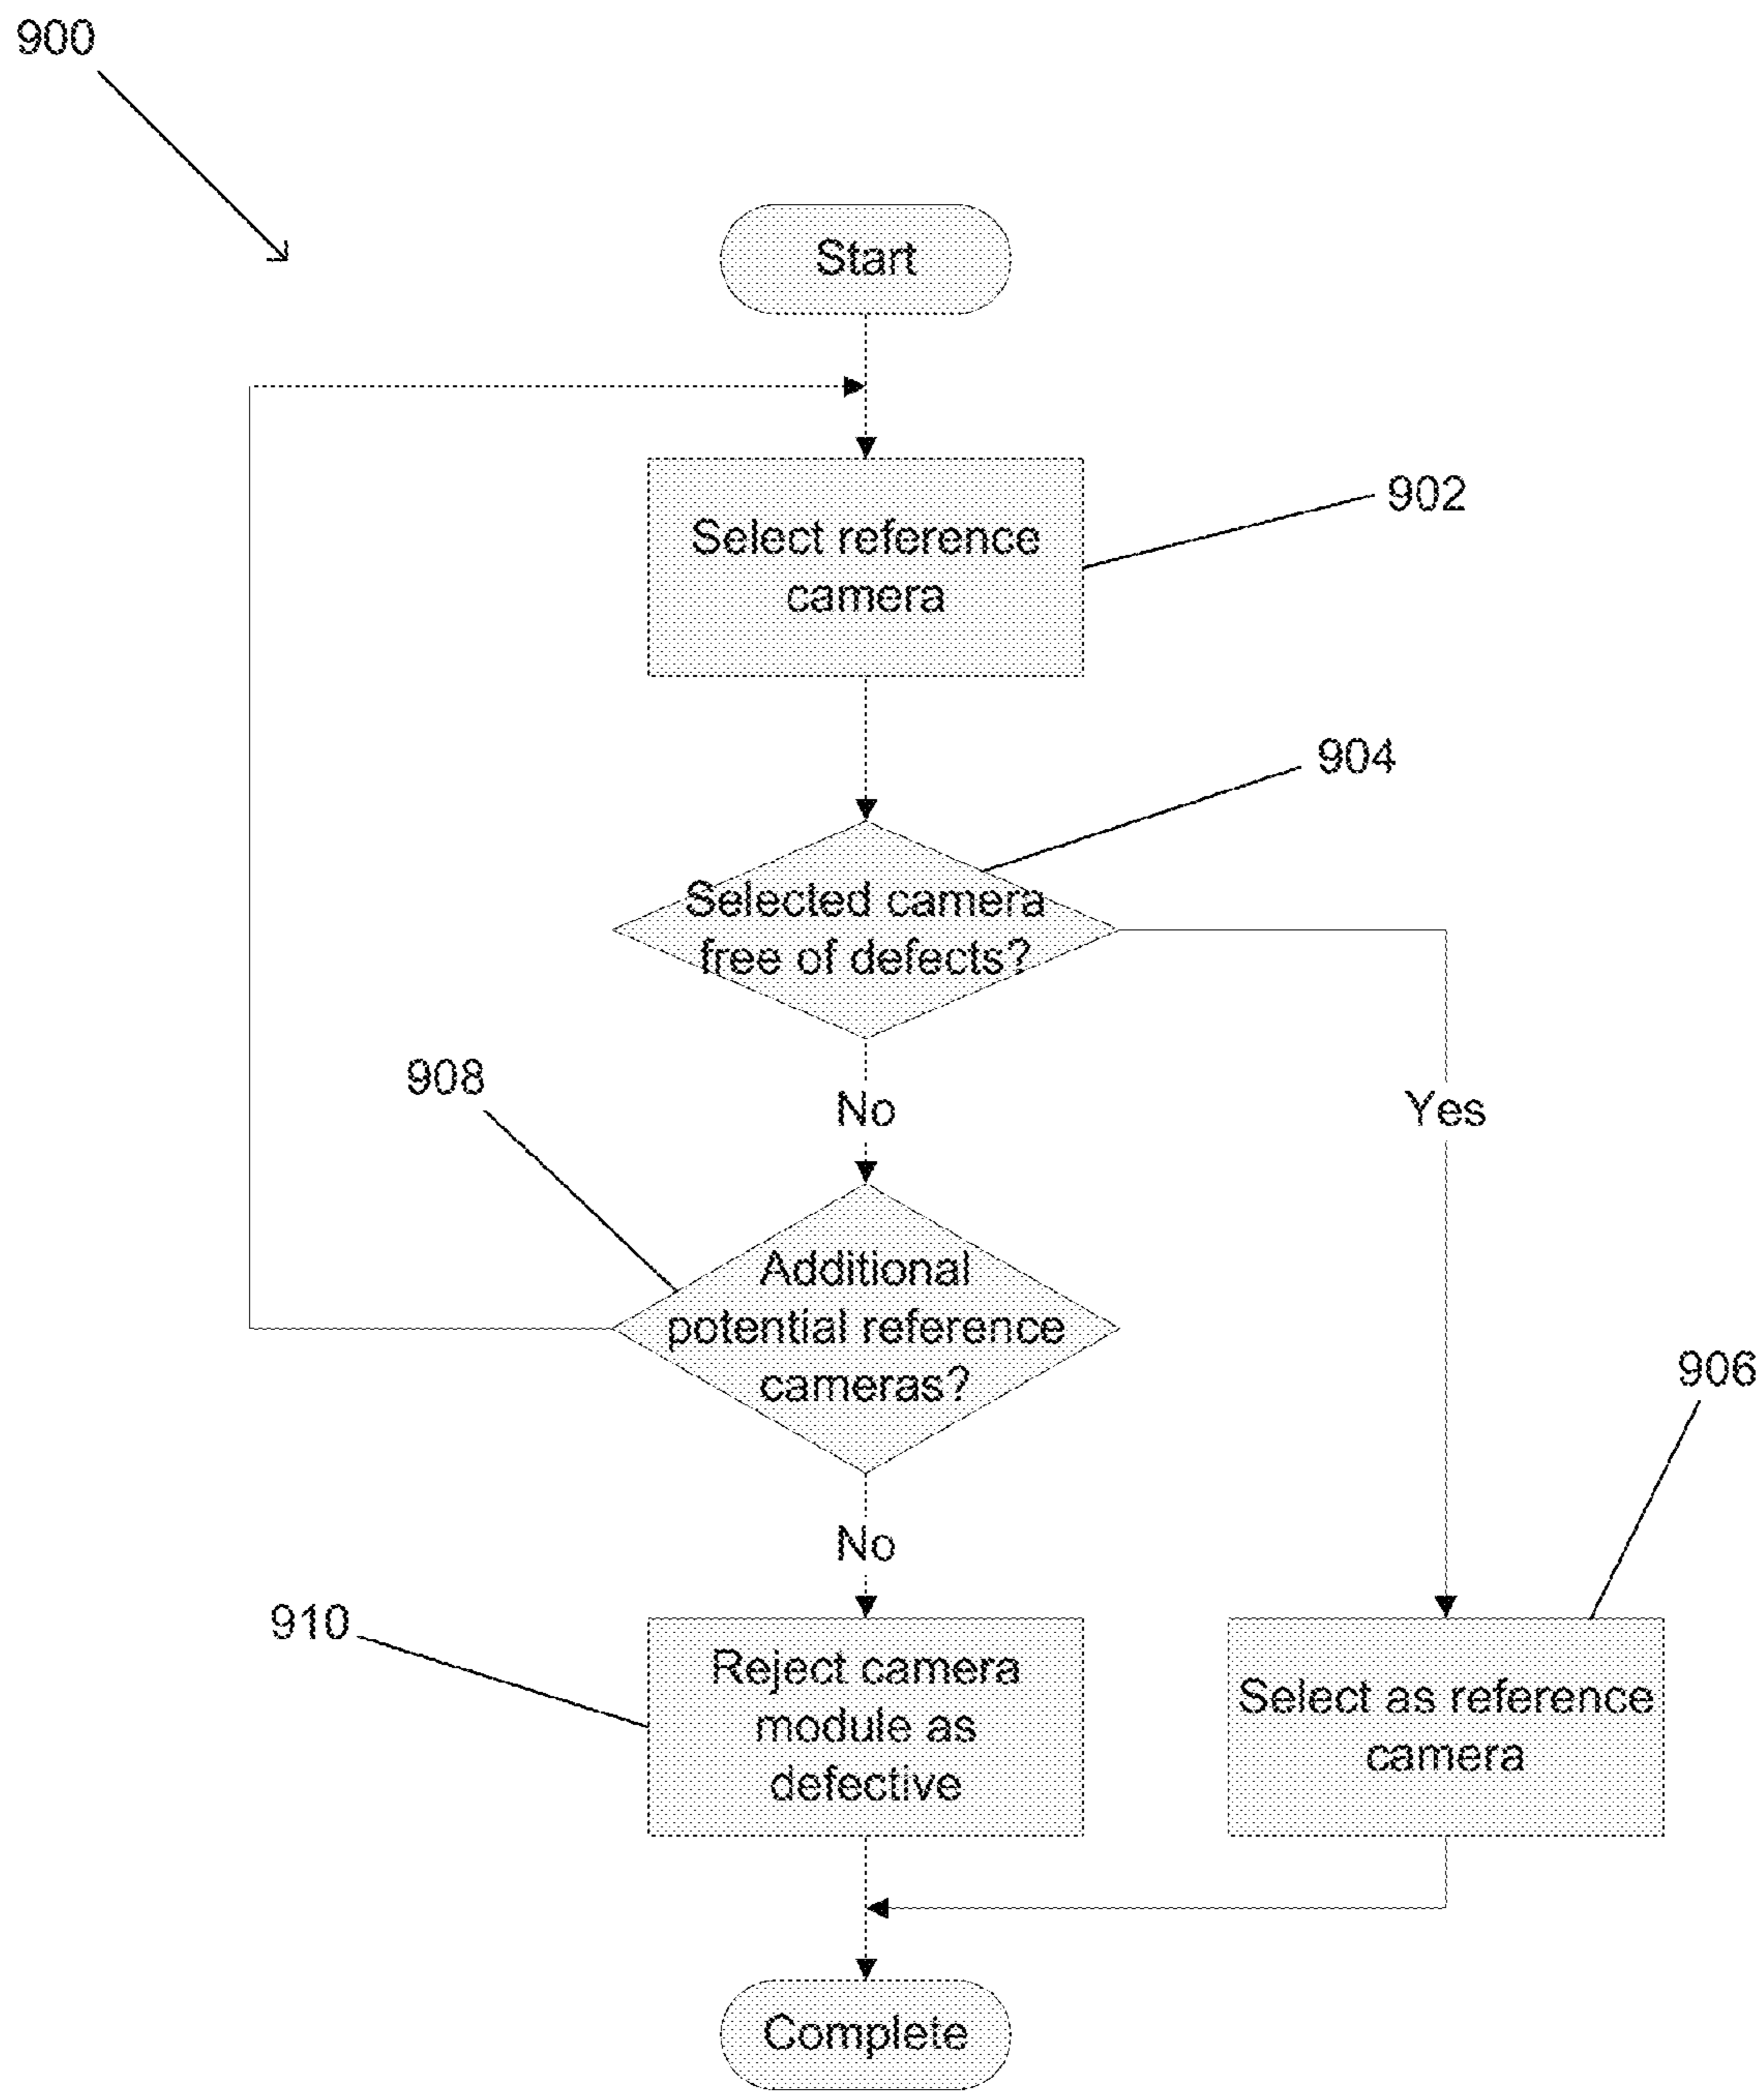 900
Start
Select reference
camera
902
904
Selected camera
free of defects?
908
No
Yes
Additional
potential reference
cameras?
906
No
910
Reject camera
module as
defective
Select as reference
camera
Complete